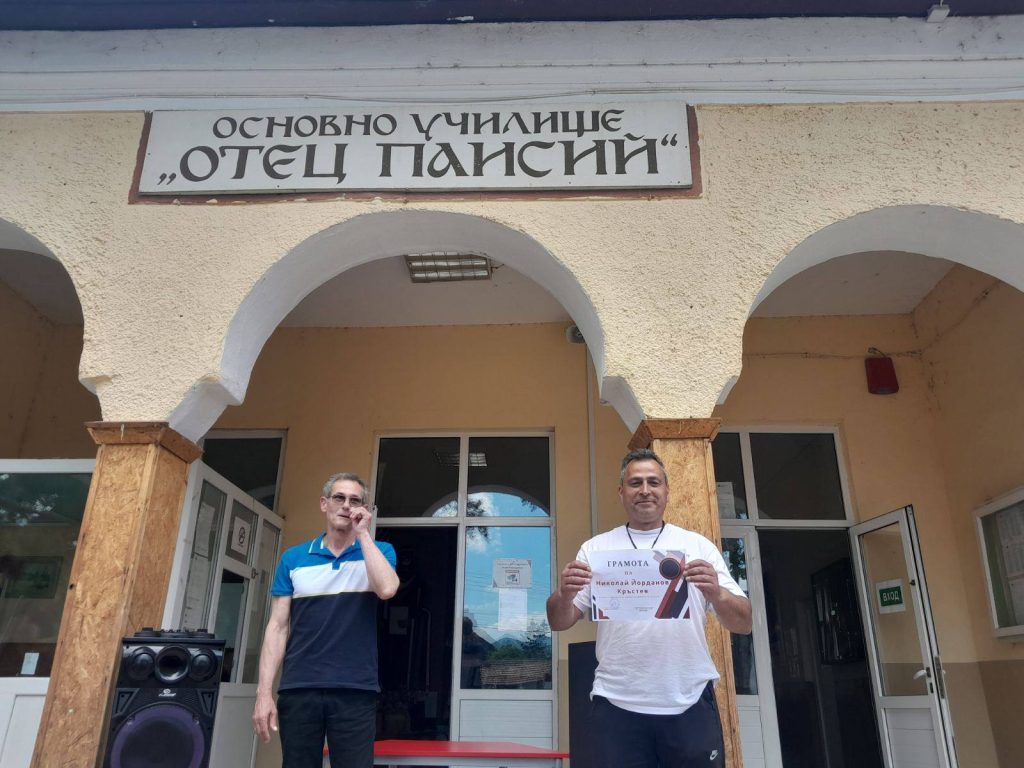 ОСНОВНО УЧИЛИЩЕ
„ОТЕЦ ПАИСИЙ“
ГРАМОТА
НА
Николай Йорданов
Кръстев
ВХОД